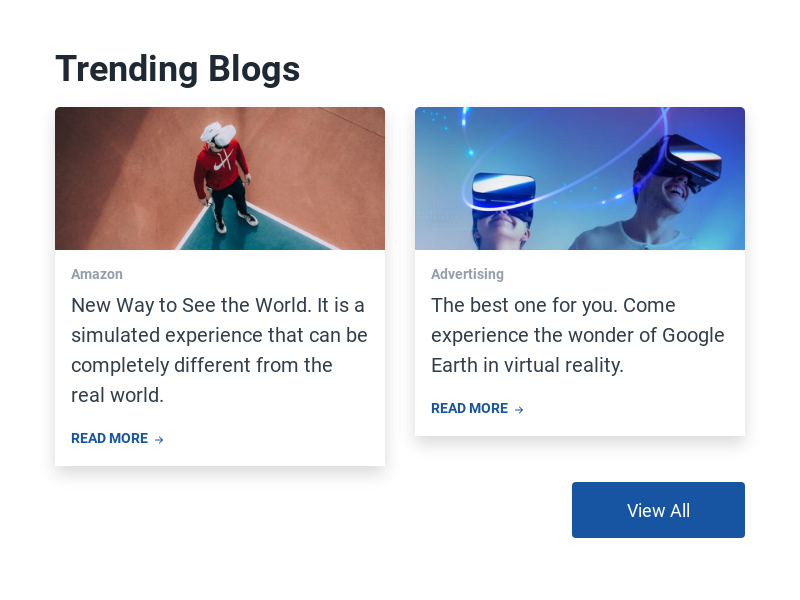 Trending Blogs
Amazon
New Way to See the World. It is a
simulated experience that can be
completely different from the
real world.
READ MORE →
Advertising
The best one for you. Come
experience the wonder of Google
Earth in virtual reality.
READ MORE →
View All